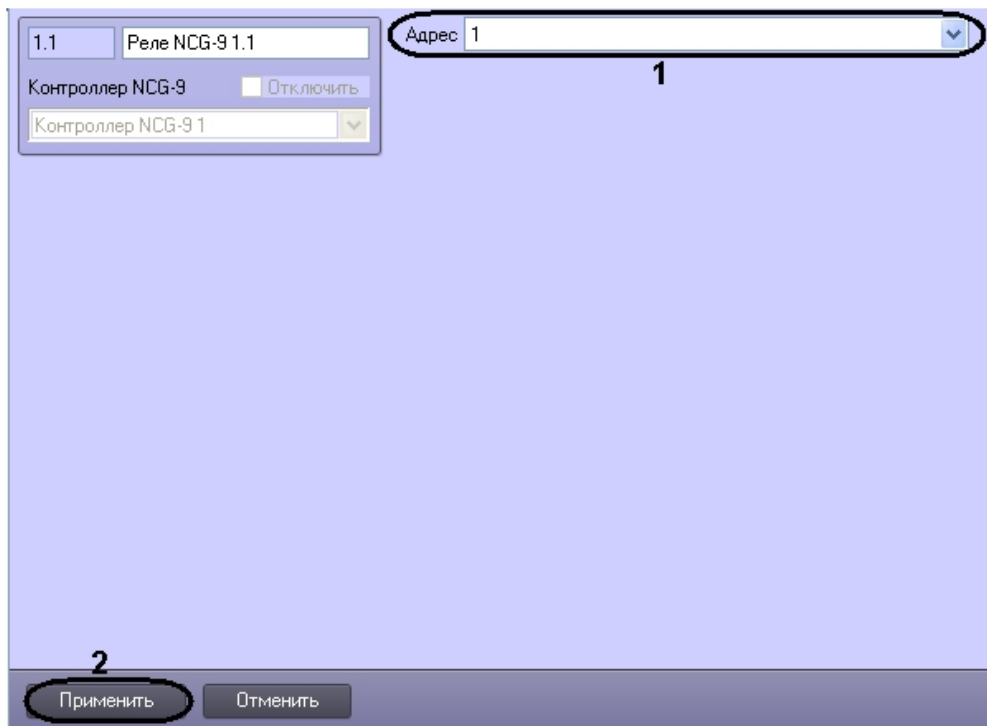 1.1 Реле NCG-9 1.1
Контроллер NCG-9 Отключить
Контроллер NCG-9 1
Адрес 1
1
2
Применить Отменить